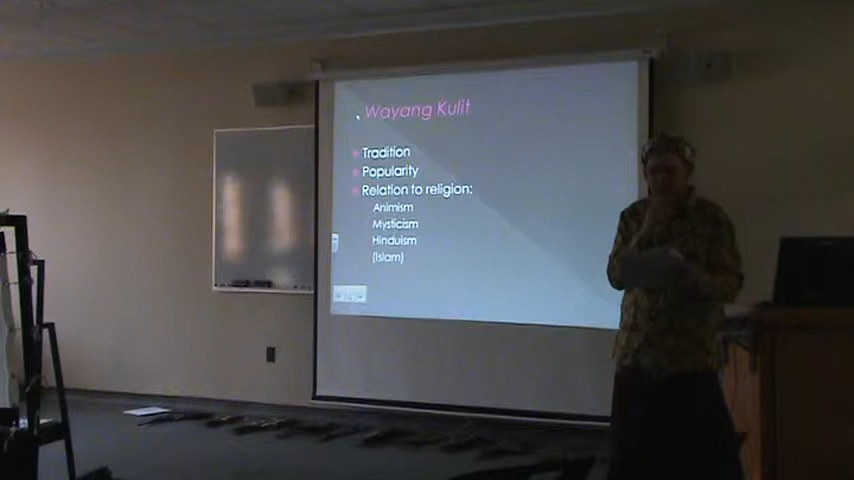 Wayang Kulit
Tradition
Popularity
Relation to religion:
Animism
Mysticism
Hinduism
(Islam)